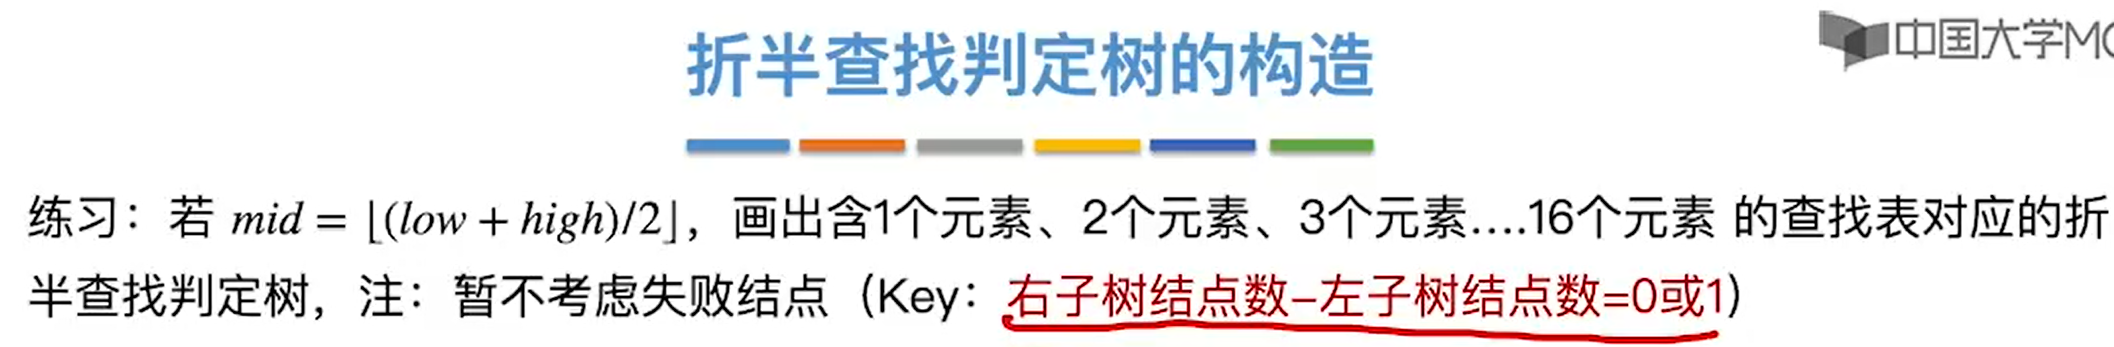 折半查找判定树的构造
中国大学MO
练习：若 mid = ⌊(low + high)/2⌋，画出含1个元素、2个元素、3个元素....16个元素 的查找表对应的折
半查找判定树，注：暂不考虑失败结点（Key：右子树结点数–左子树结点数=0或1）